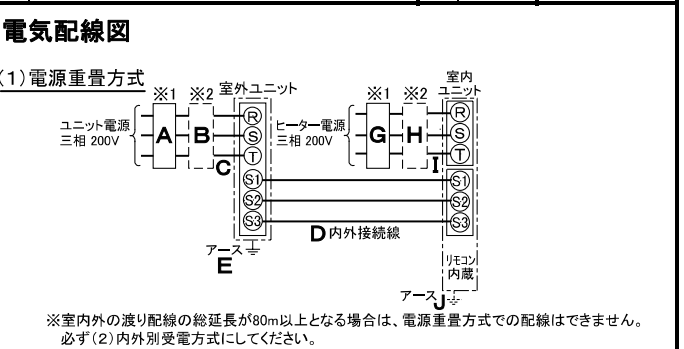 電気配線図
(1)電源重畳方式
※1 ※2 室外ユニット
ユニット電源
三相 200V
A B
R
S
T
C
S1
S2
S3
アース
E
※1 ※2
室内
ユニット
ヒーター電源
三相 200V
G H
R
S
T
I
S1
S2
S3
D 内外接続線
リモコン
内蔵
アース J
※室内外の渡り配線の総延長が80m以上となる場合は、電源重畳方式での配線はできません。
必ず(2)内外別受電方式にしてください。